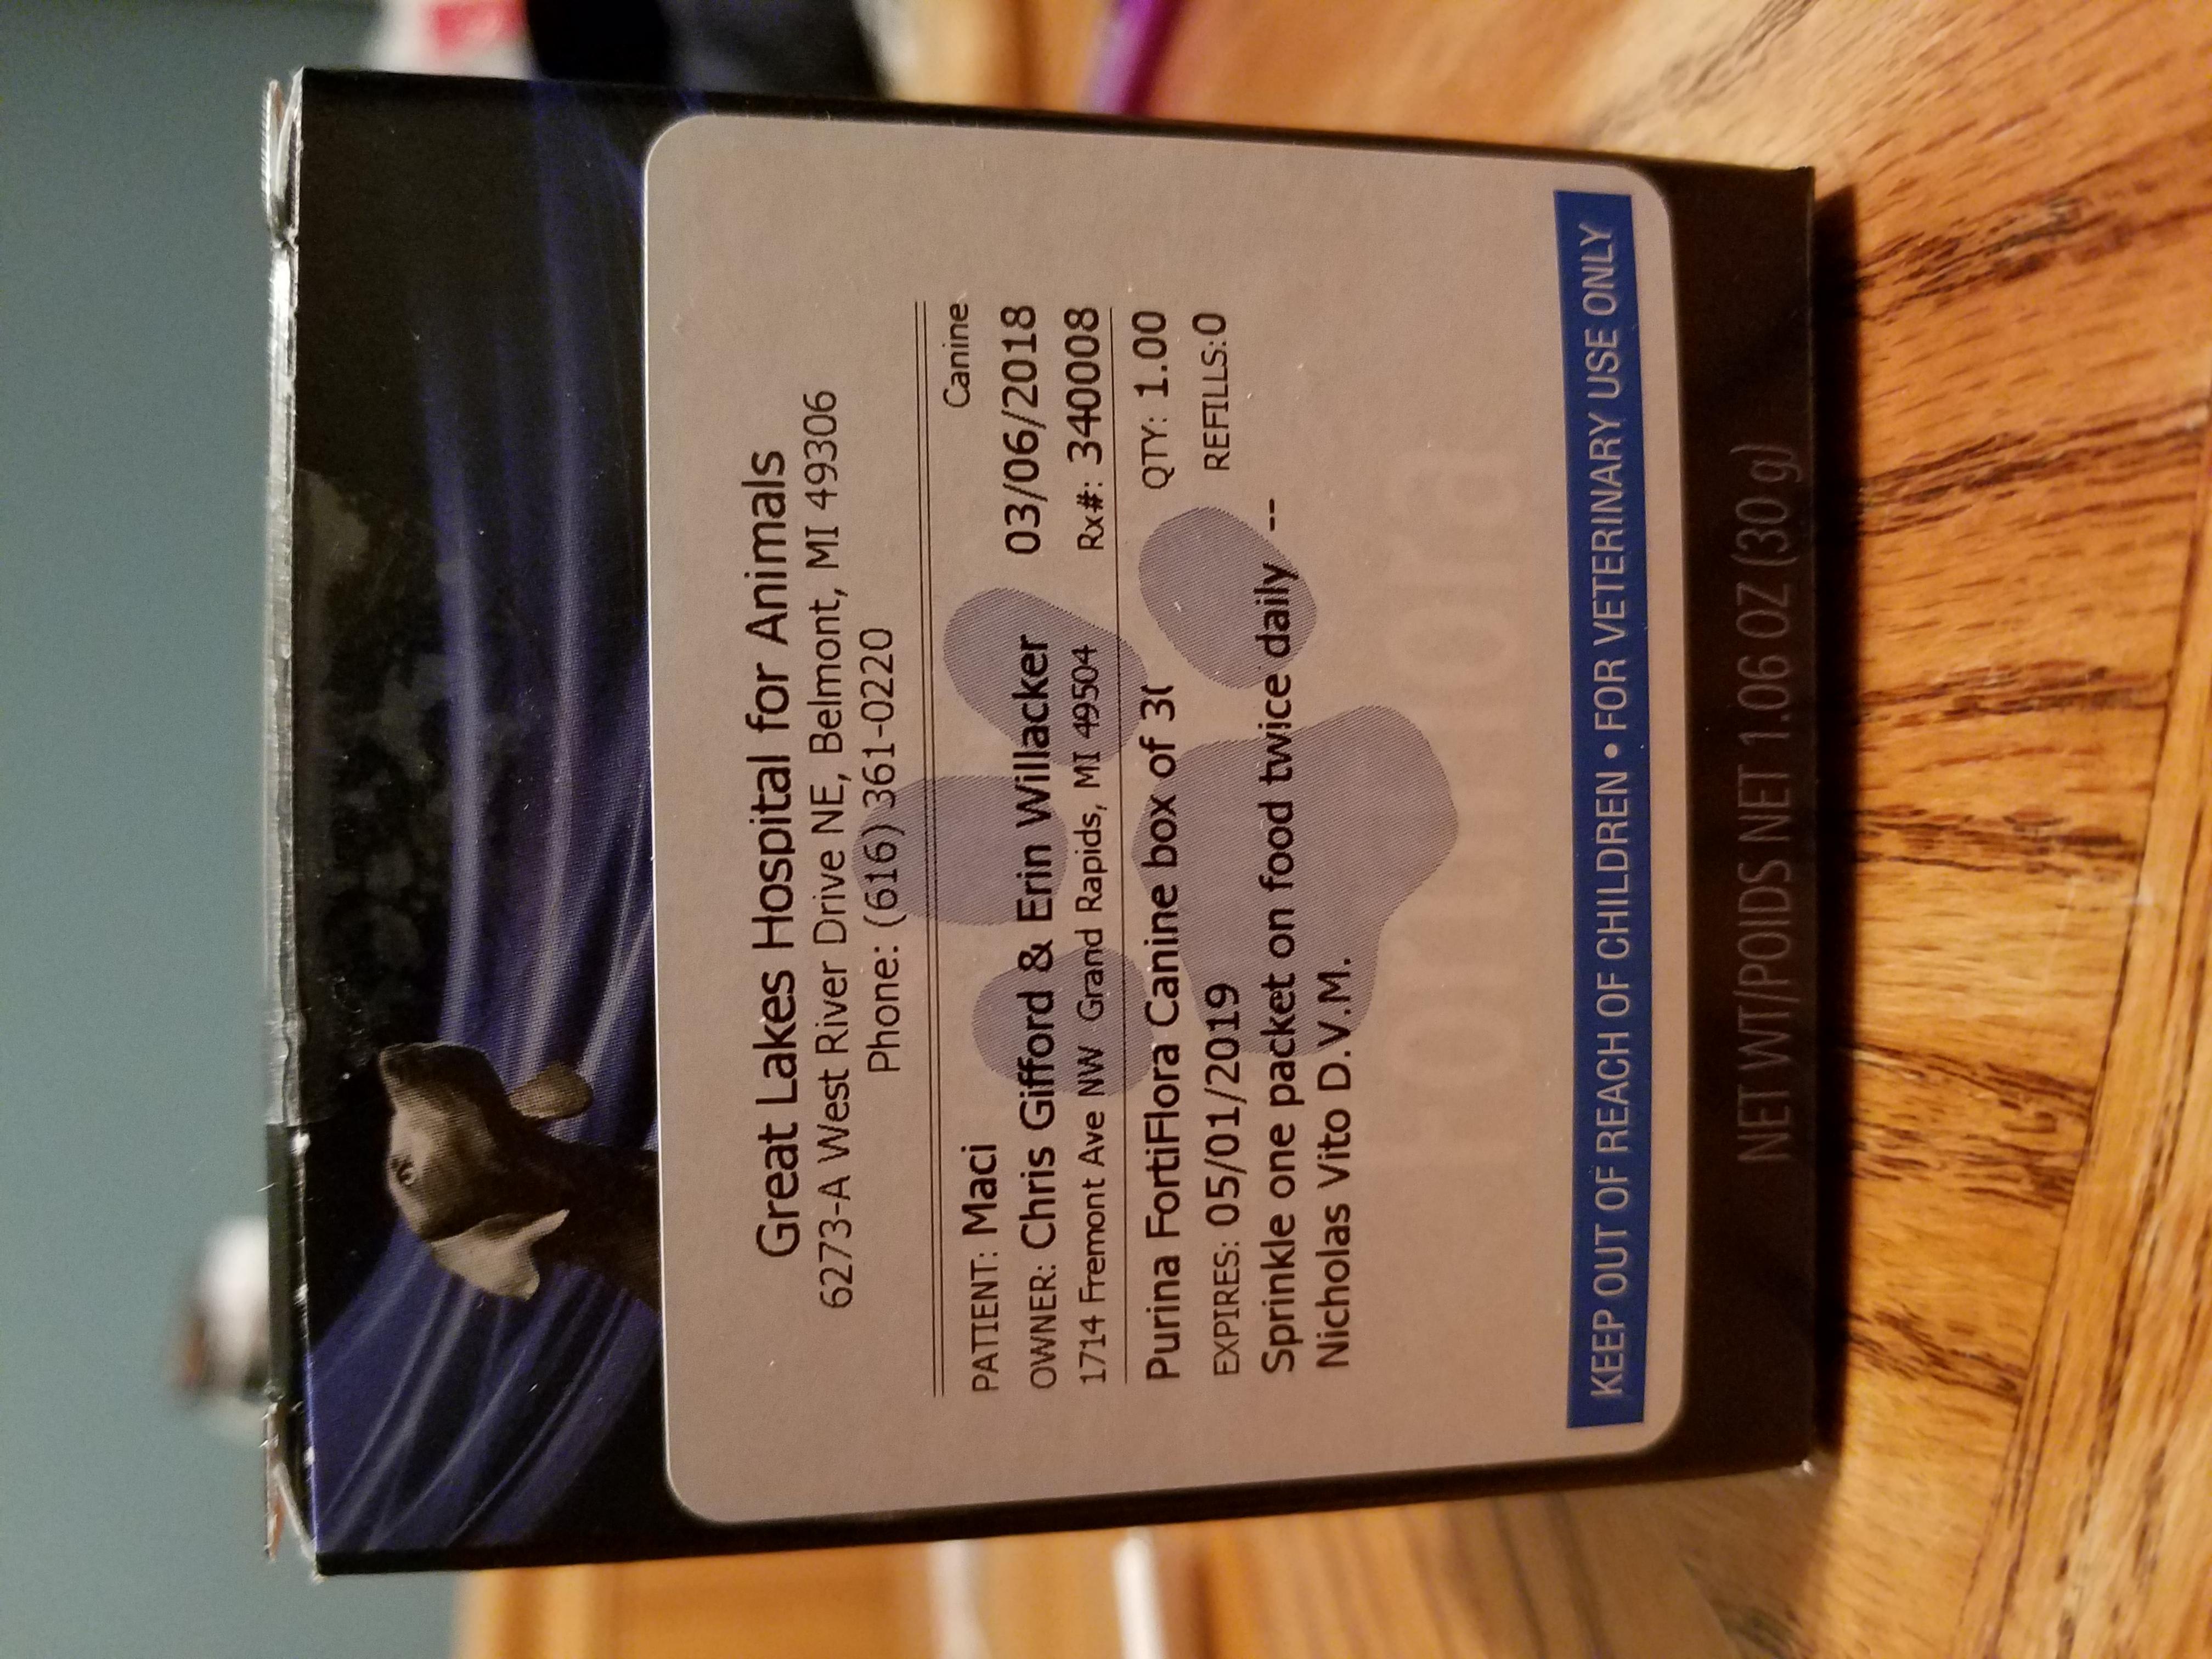 Great Lakes Hospital for Animals
6273-A West River Drive NE, Belmont, MI 49306
Phone: (616) 361-0220
Canine
PATIENT: Maci
OWNER: Chris Gifford & Erin Willacker 03/06/2018
1714 Fremont Ave NW Grand Rapids, MI 49504 Rx#: 340008
Purina FortiFlora Canine box of 3( QTY: 1.00
EXPIRES: 05/01/2019 REFILLS:0
Sprinkle one packet on food twice daily --
Nicholas Vito D.V.M.
FortiFlora
KEEP OUT OF REACH OF CHILDREN • FOR VETERINARY USE ONLY
NET WT/POIDS NET 1.06 OZ (30 g)